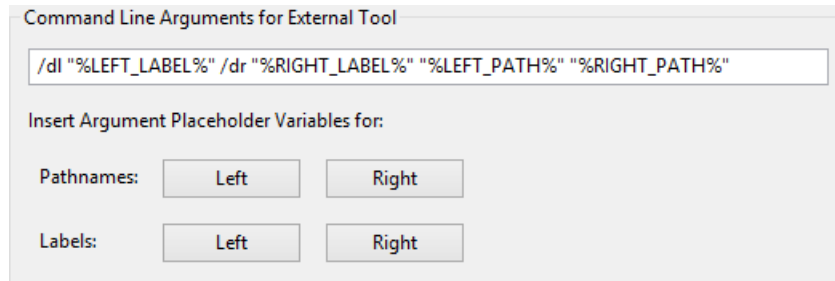 Command Line Arguments for External Tool
/dl "%LEFT_LABEL%" /dr "%RIGHT_LABEL%" "%LEFT_PATH%" "%RIGHT_PATH%"
Insert Argument Placeholder Variables for:
Pathnames: Left Right
Labels: Left Right